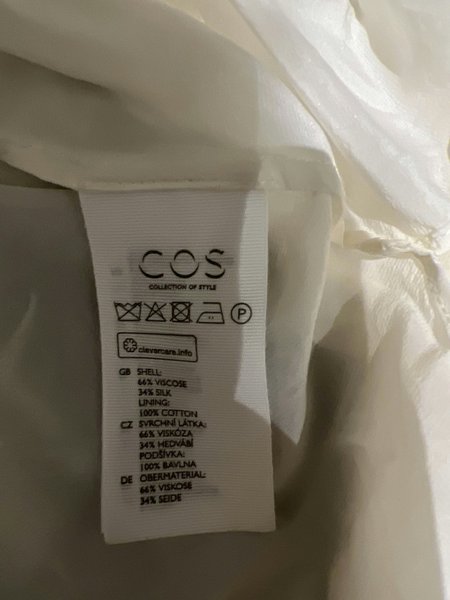 COS
COLLECTION OF STYLE
P
clevercare.info
GB SHELL:
66% VISCOSE
34% SILK
LINING:
100% COTTON
CZ SVRCHNÍ LÁTKA:
66% VISKÓZA
34% HEDVÁBÍ
PODŠÍVKA:
100% BAVLNA
DE OBERMATERIAL:
66% VISKOSE
34% SEIDE